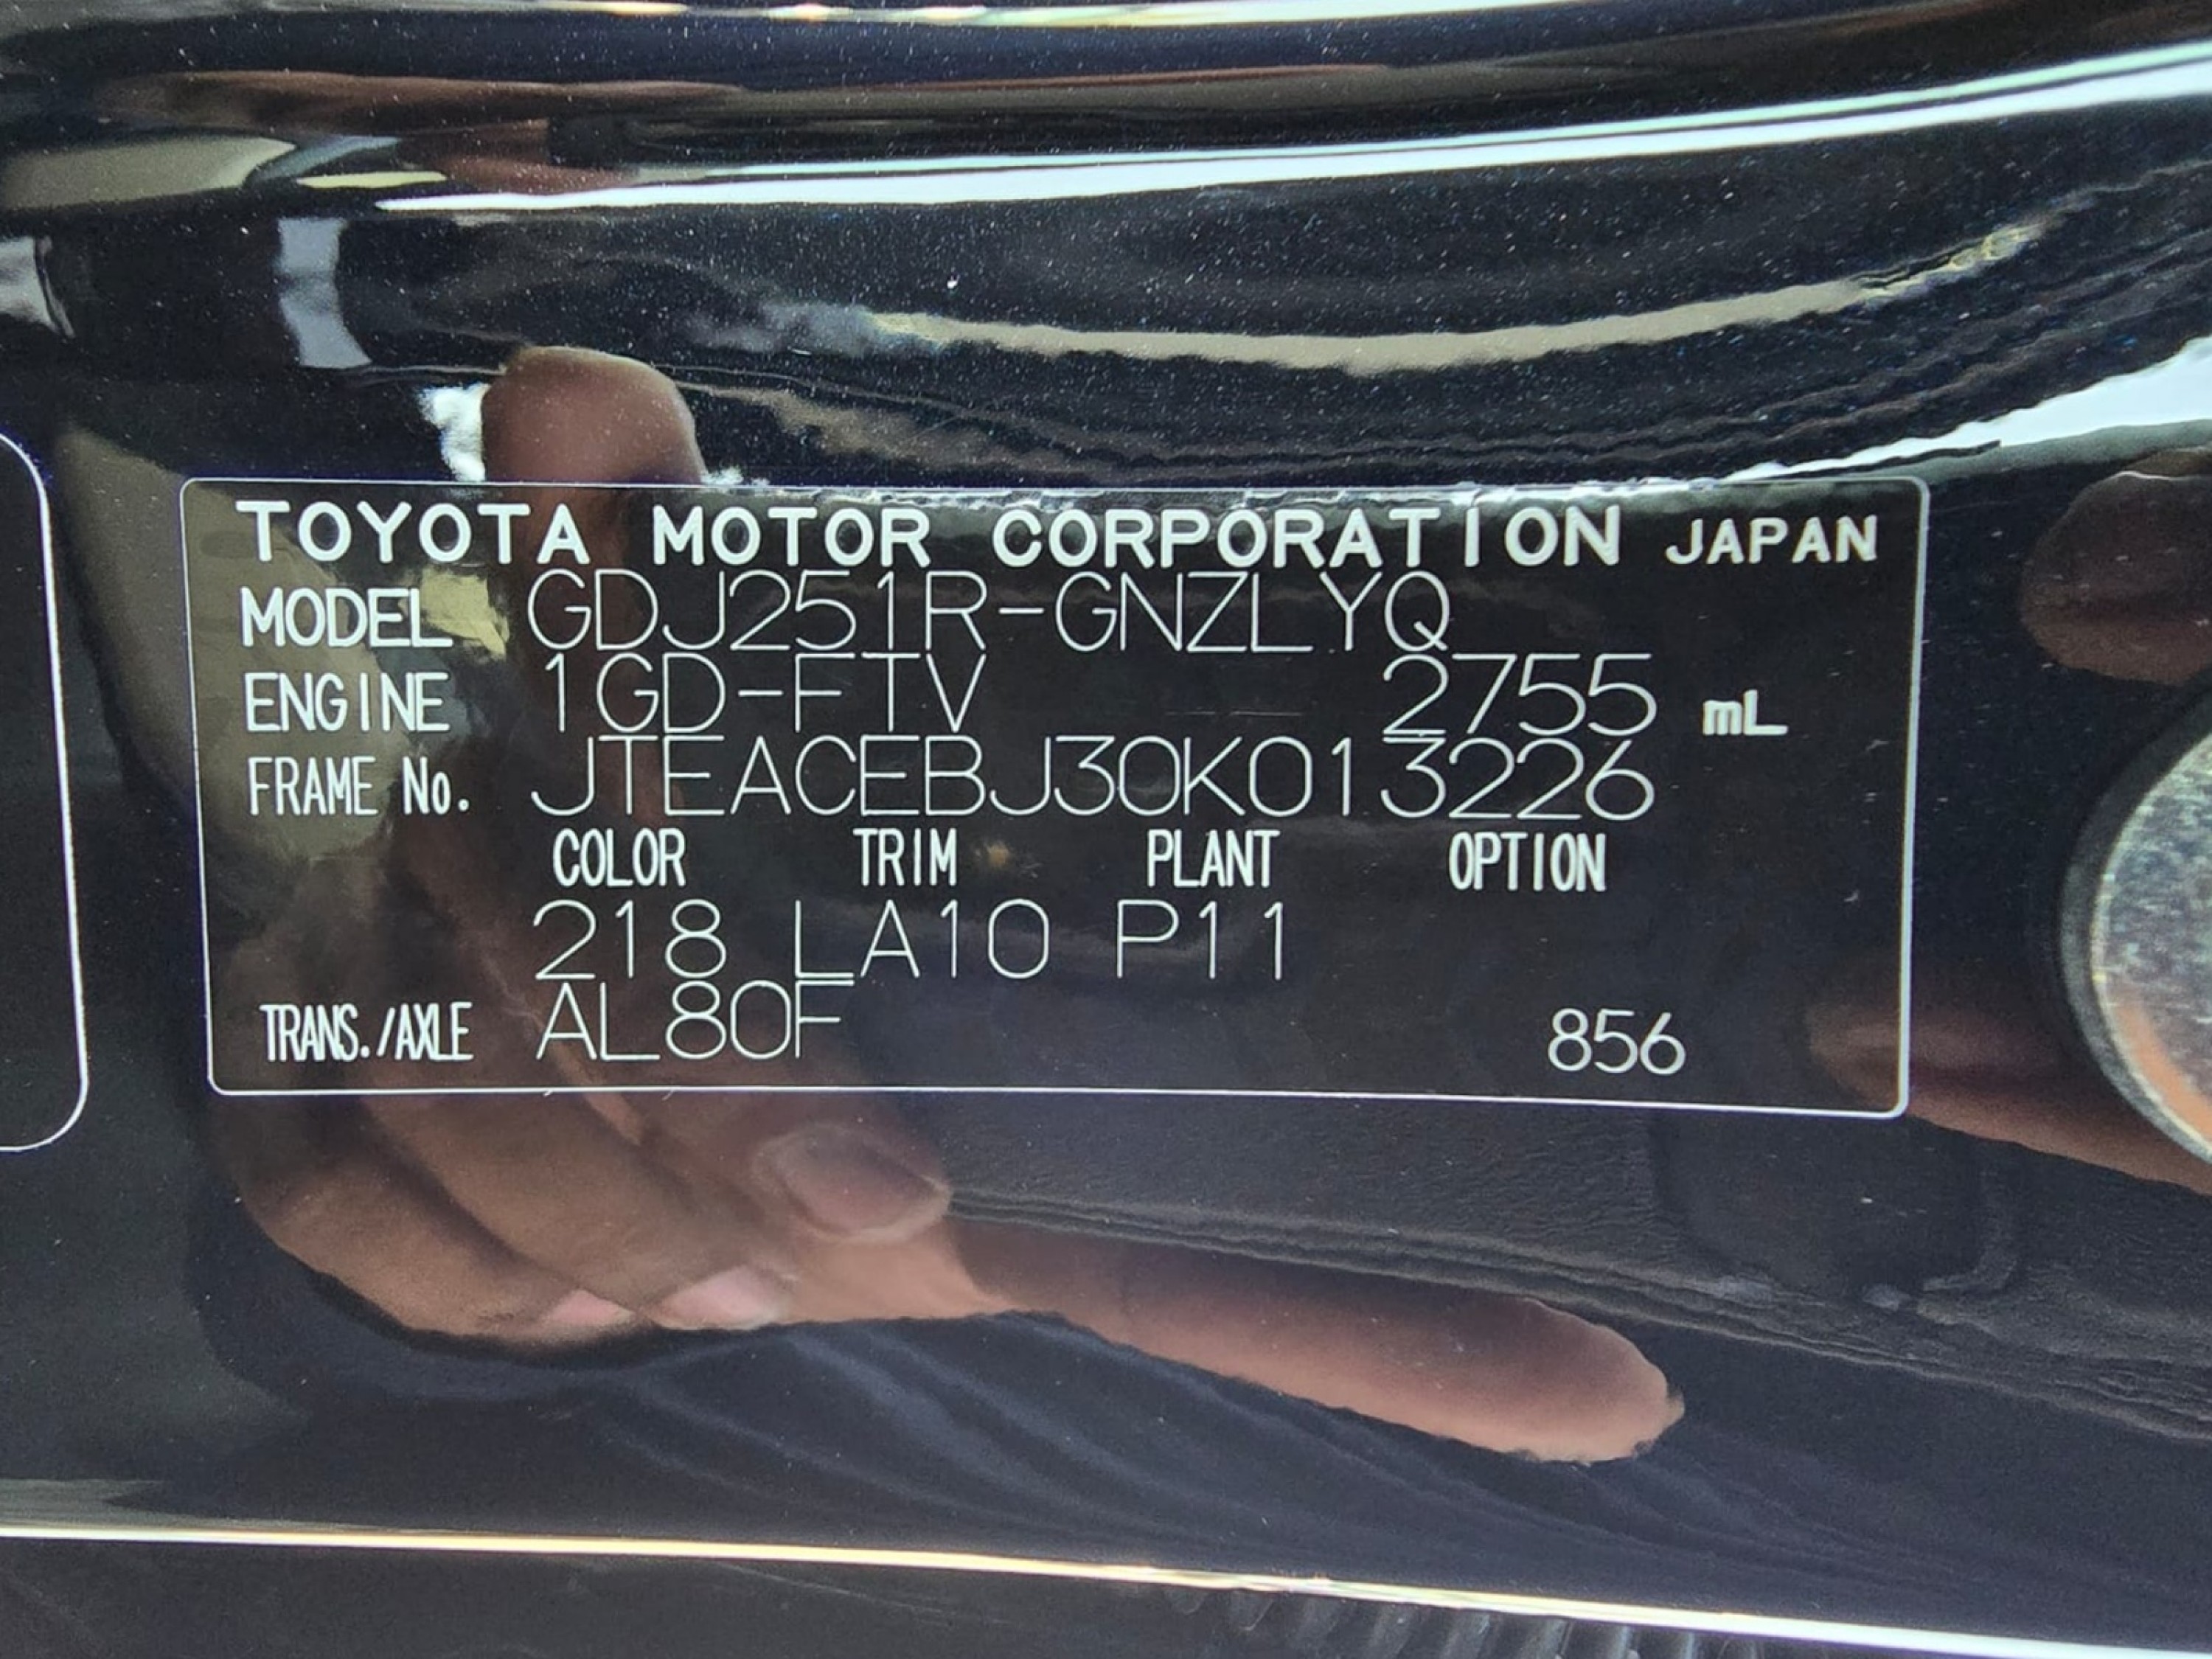 TOYOTA MOTOR CORPORATION JAPAN
MODEL GDJ251R-GNZLYQ
ENGINE 1GD-FTV 2755 mL
FRAME No. JTEACEBJ30K013226
COLOR TRIM PLANT OPTION
218 LA10 P11
TRANS./AXLE AL80F 856